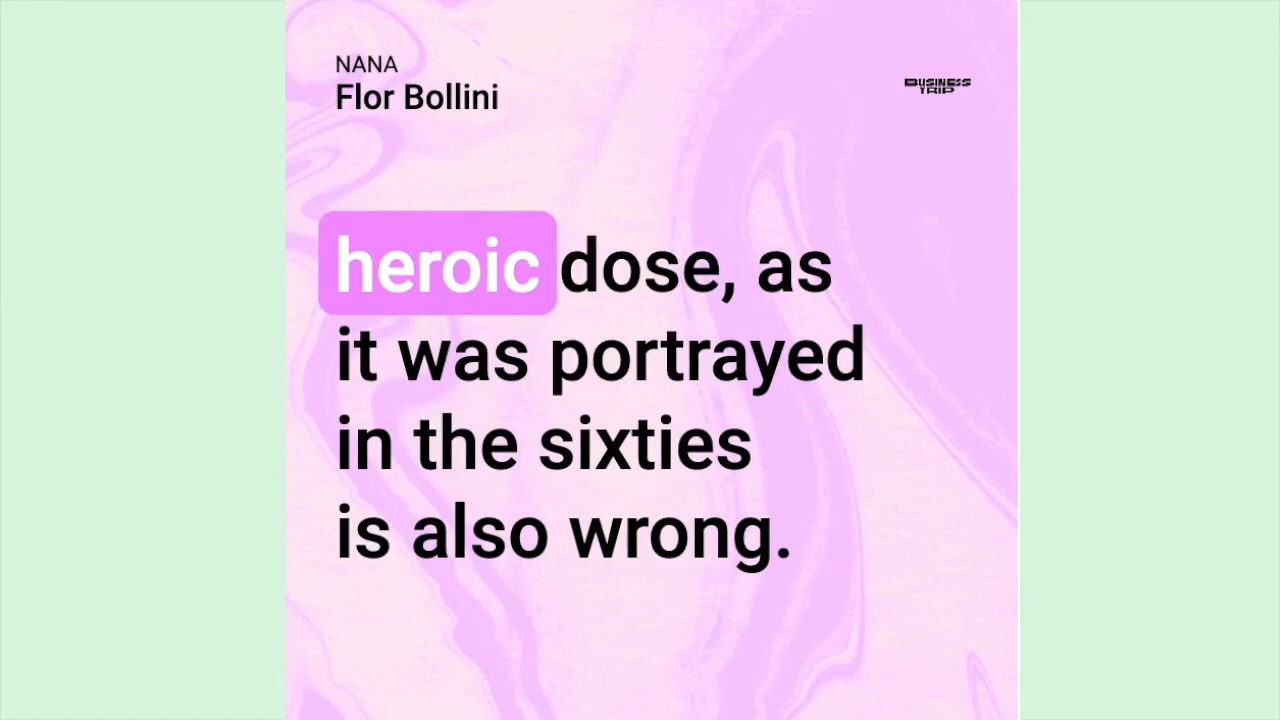 NANA
Flor Bollini
BUSINESS
TRIP
heroic dose, as
it was portrayed
in the sixties
is also wrong.